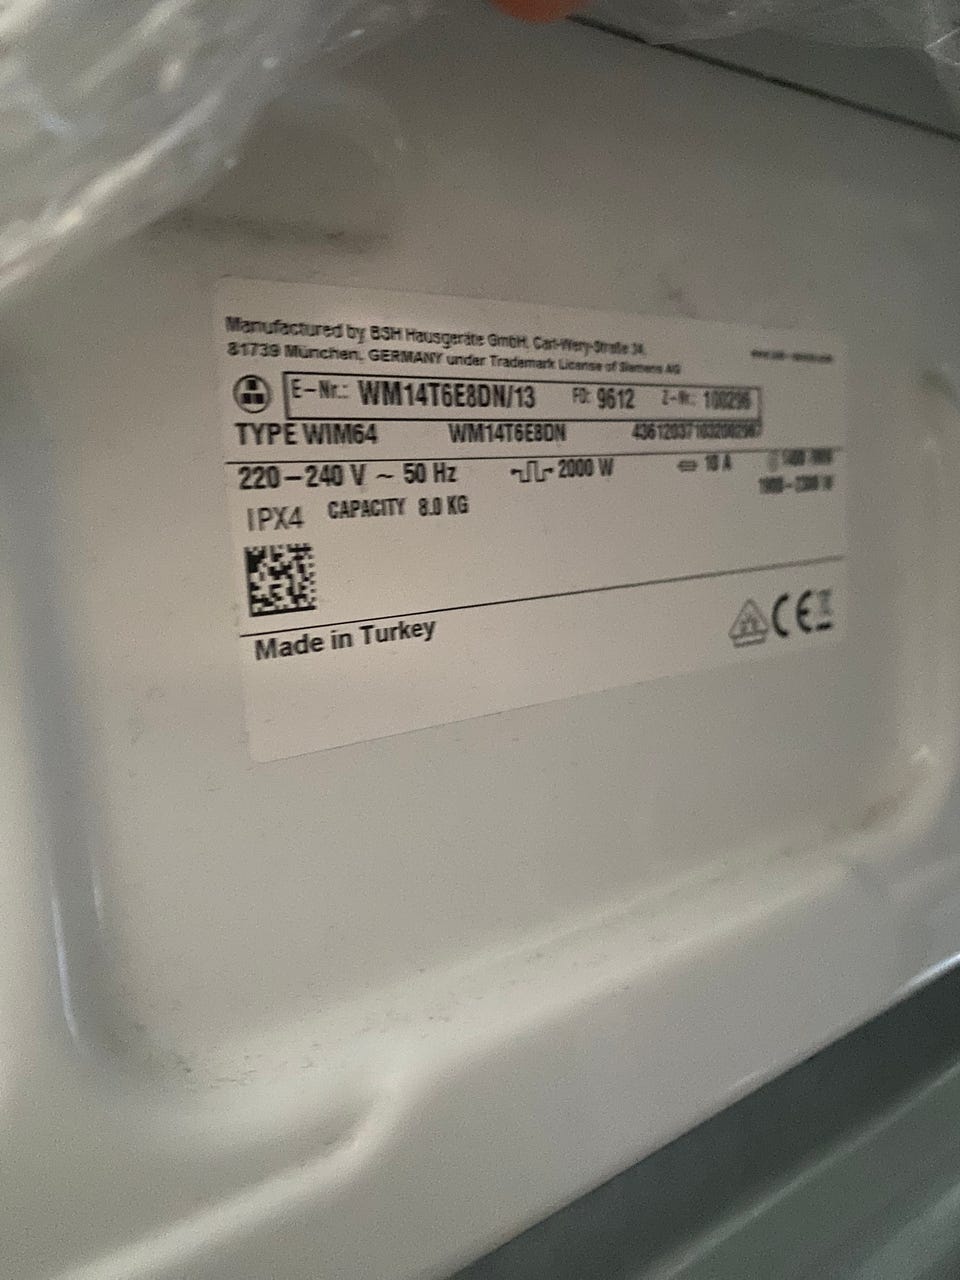 Manufactured by BSH Hausgeräte GmbH, Carl-Wery-Straße 34,
81739 München, GERMANY under Trademark License of Siemens AG
E-Nr.: WM14T6E8DN/13 FD: 9612 Z-Nr.: 100296
TYPE WIM64 WM14T6E8DN
220-240 V ~ 50 Hz 2000 W 10 A
IPX4 CAPACITY 8.0 KG
Made in Turkey CE